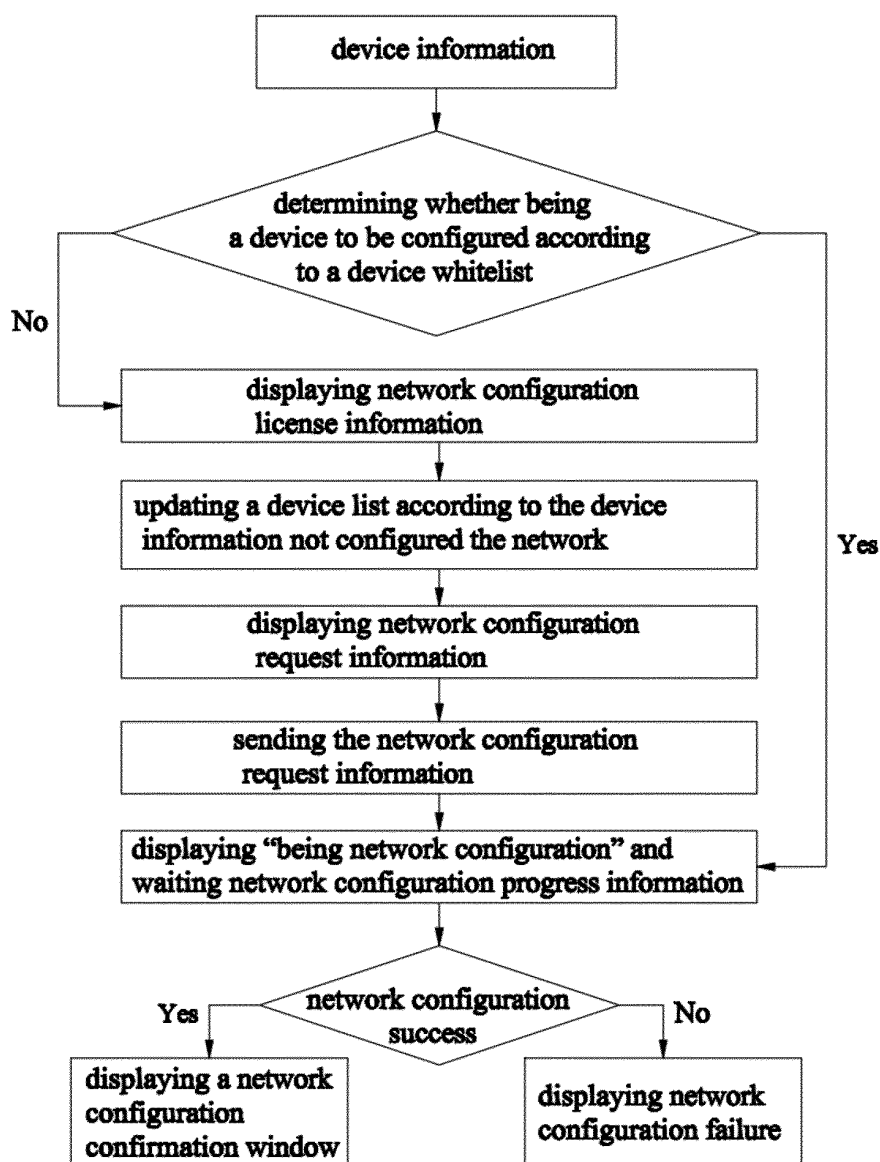 device information
determining whether being
a device to be configured according
to a device whitelist
No
displaying network configuration
license information
updating a device list according to the device
information not configured the network
Yes
displaying network configuration
request information
sending the network configuration
request information
displaying “being network configuration” and
waiting network configuration progress information
network configuration
success
Yes
No
displaying a network
configuration
confirmation window
displaying network
configuration failure